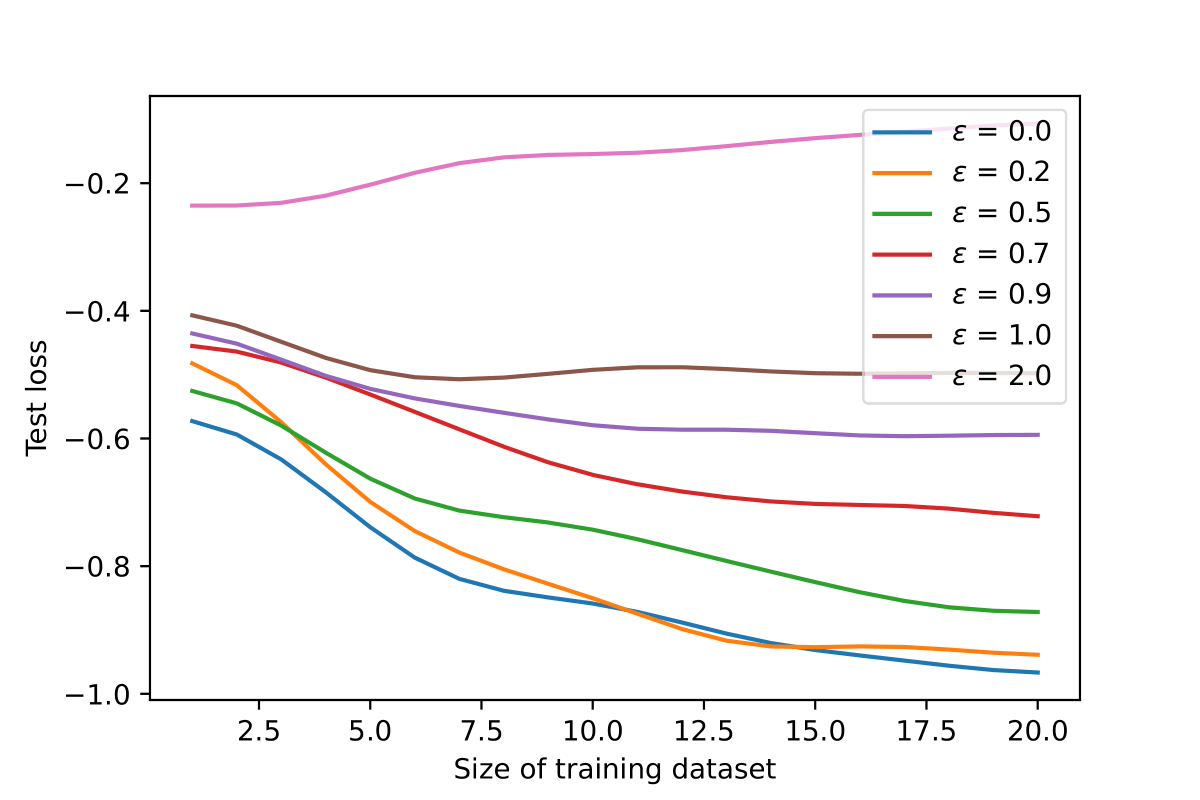 ε = 0.0
ε = 0.2
ε = 0.5
ε = 0.7
ε = 0.9
ε = 1.0
ε = 2.0
−0.2
−0.4
−0.6
−0.8
−1.0
Test loss
2.5 5.0 7.5 10.0 12.5 15.0 17.5 20.0
Size of training dataset